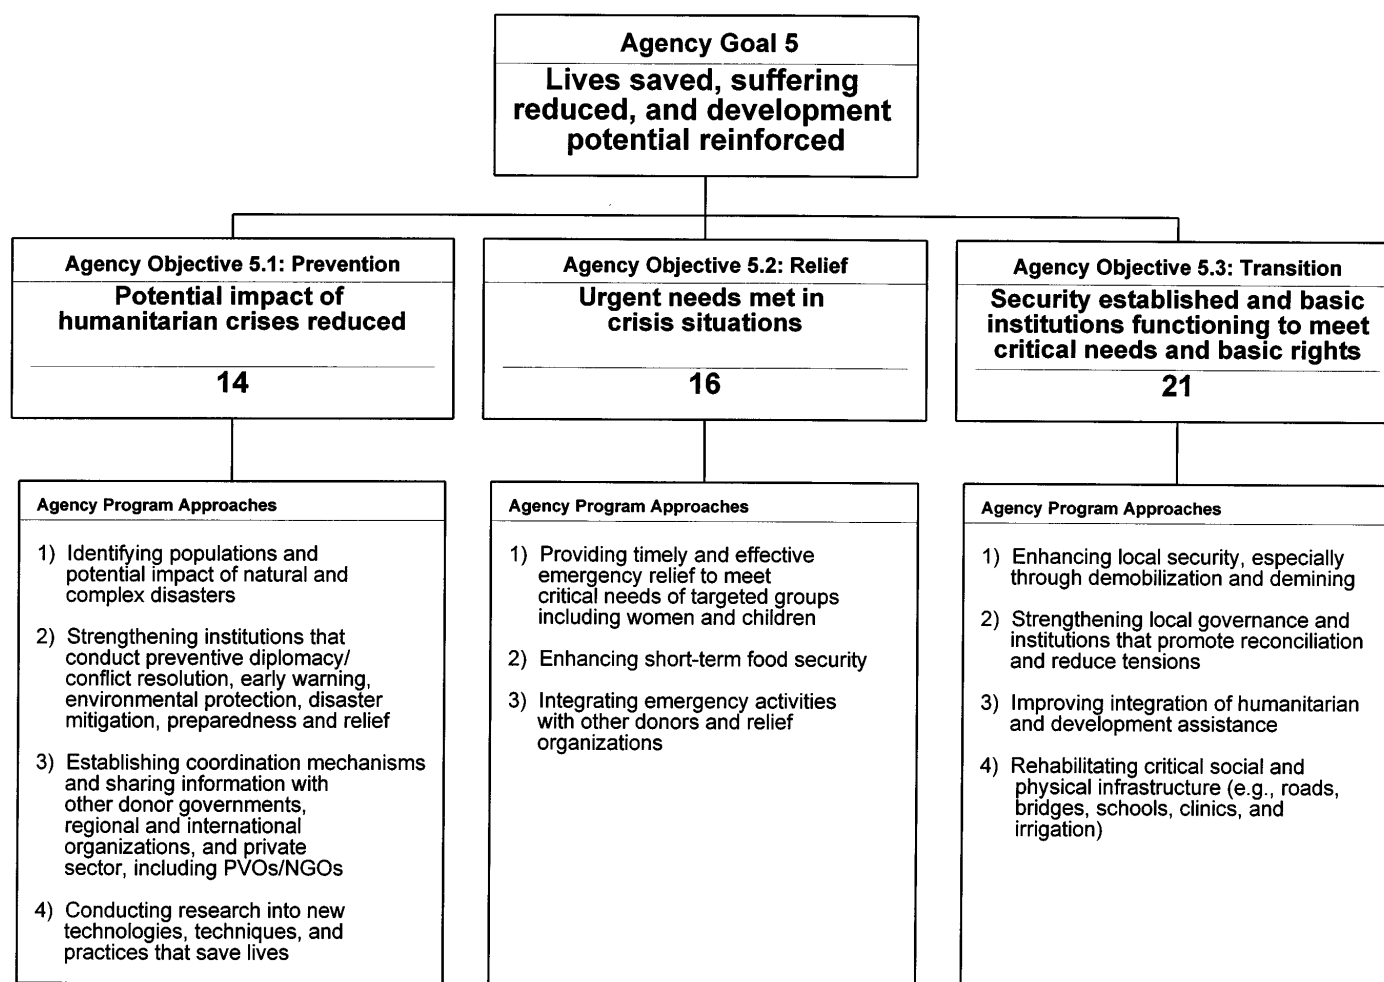 Agency Goal 5
Lives saved, suffering
reduced, and development
potential reinforced
Agency Objective 5.1: Prevention
Potential impact of
humanitarian crises reduced
14
Agency Objective 5.2: Relief
Urgent needs met in
crisis situations
16
Agency Objective 5.3: Transition
Security established and basic
institutions functioning to meet
critical needs and basic rights
21
Agency Program Approaches
1) Identifying populations and
potential impact of natural and
complex disasters
2) Strengthening institutions that
conduct preventive diplomacy/
conflict resolution, early warning,
environmental protection, disaster
mitigation, preparedness and relief
3) Establishing coordination mechanisms
and sharing information with
other donor governments,
regional and international
organizations, and private
sector, including PVOs/NGOs
4) Conducting research into new
technologies, techniques, and
practices that save lives
Agency Program Approaches
1) Providing timely and effective
emergency relief to meet
critical needs of targeted groups
including women and children
2) Enhancing short-term food security
3) Integrating emergency activities
with other donors and relief
organizations
Agency Program Approaches
1) Enhancing local security, especially
through demobilization and demining
2) Strengthening local governance and
institutions that promote reconciliation
and reduce tensions
3) Improving integration of humanitarian
and development assistance
4) Rehabilitating critical social and
physical infrastructure (e.g., roads,
bridges, schools, clinics, and
irrigation)